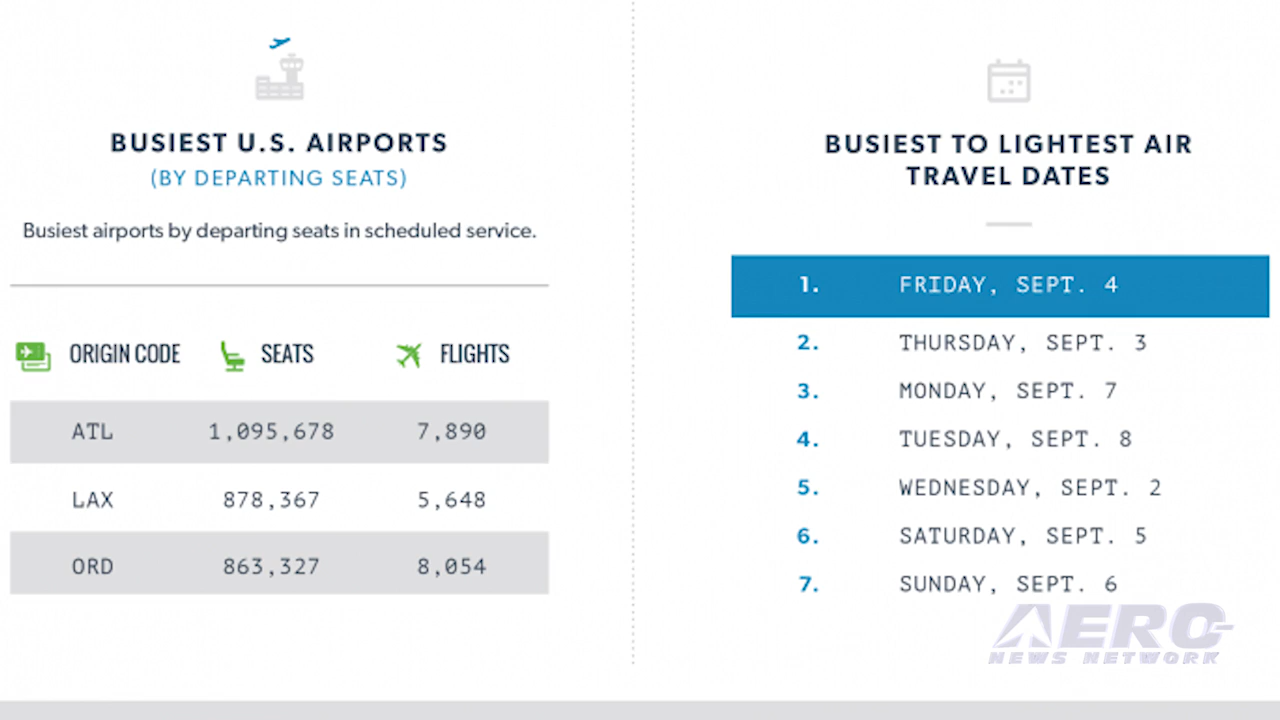 BUSIEST U.S. AIRPORTS
(BY DEPARTING SEATS)
Busiest airports by departing seats in scheduled service.
ORIGIN CODE SEATS FLIGHTS
ATL 1,095,678 7,890
LAX 878,367 5,648
ORD 863,327 8,054
BUSIEST TO LIGHTEST AIR
TRAVEL DATES
1. FRIDAY, SEPT. 4
2. THURSDAY, SEPT. 3
3. MONDAY, SEPT. 7
4. TUESDAY, SEPT. 8
5. WEDNESDAY, SEPT. 2
6. SATURDAY, SEPT. 5
7. SUNDAY, SEPT. 6
AERO
NEWS NETWORK